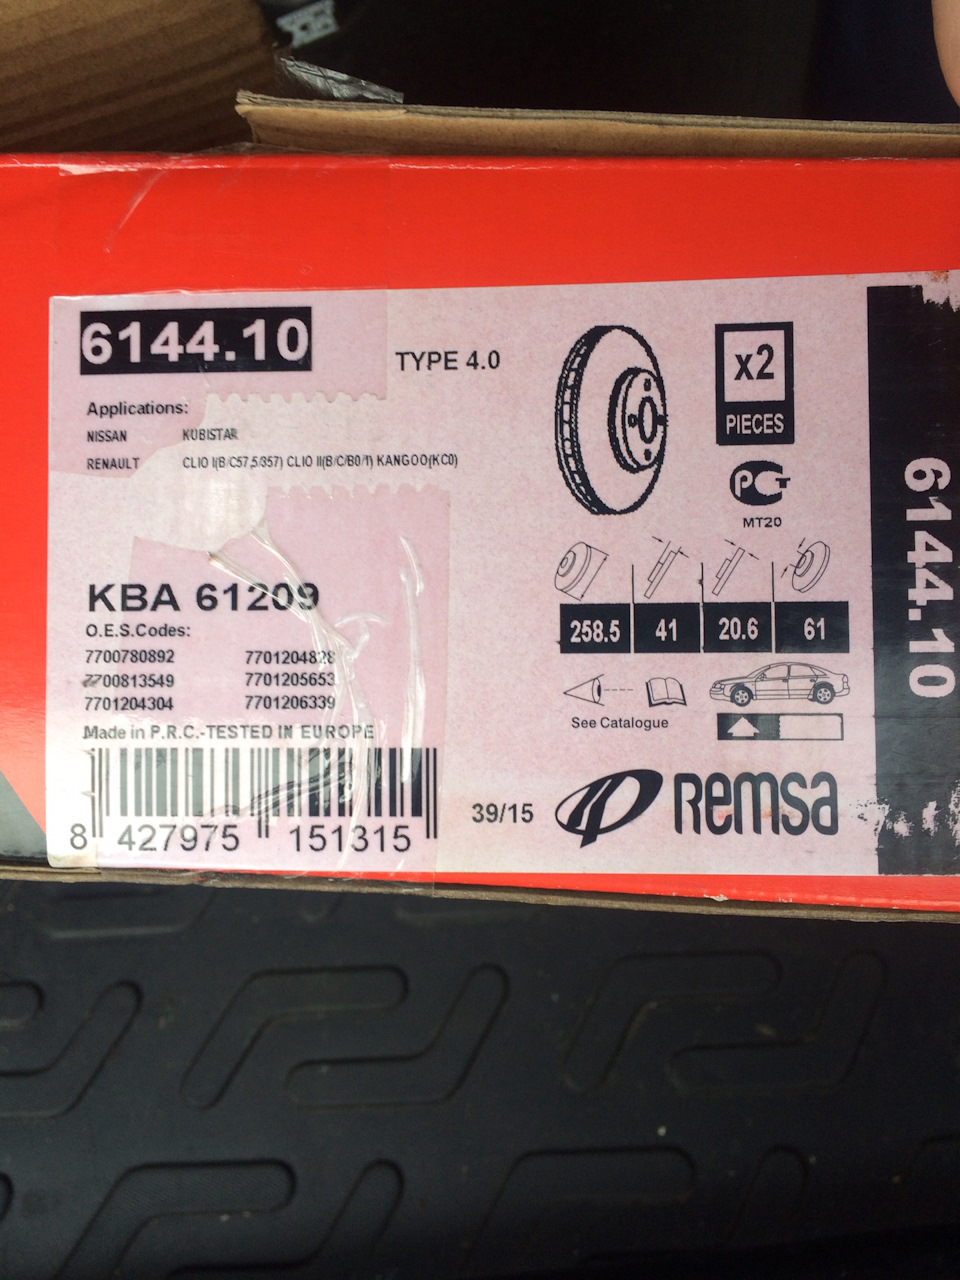 6144.10
TYPE 4.0
x2
PIECES
Applications:
NISSAN KUBISTAR
RENAULT CLIO I(B/C57,5/357) CLIO II(B/C/B0/1) KANGOO(KC0)
PCT
MT20
6144.10
KBA 61209
O.E.S.Codes:
7700780892 7701204828
7700813549 7701205653
7701204304 7701206339
258.5 41 20.6 61
See Catalogue
Made in P.R.C.-TESTED IN EUROPE
8 427975 151315
39/15
Remsa